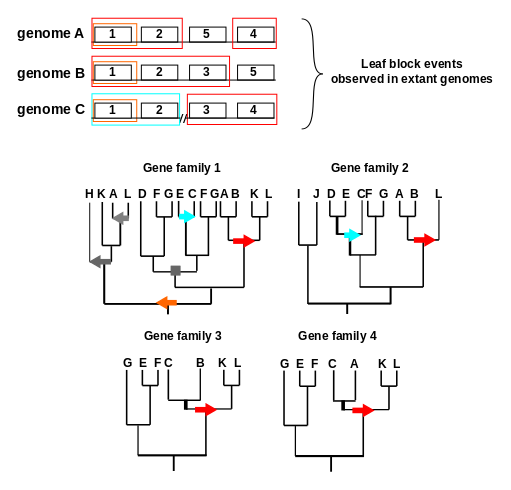 genome A 1 2 5 4
genome B 1 2 3 5
genome C 1 2 // 3 4
Leaf block events
observed in extant genomes
Gene family 1
H K A L D F G E C F G A B K L
Gene family 2
I J D E C F G A B L
Gene family 3
G E F C B K L
Gene family 4
G E F C A K L